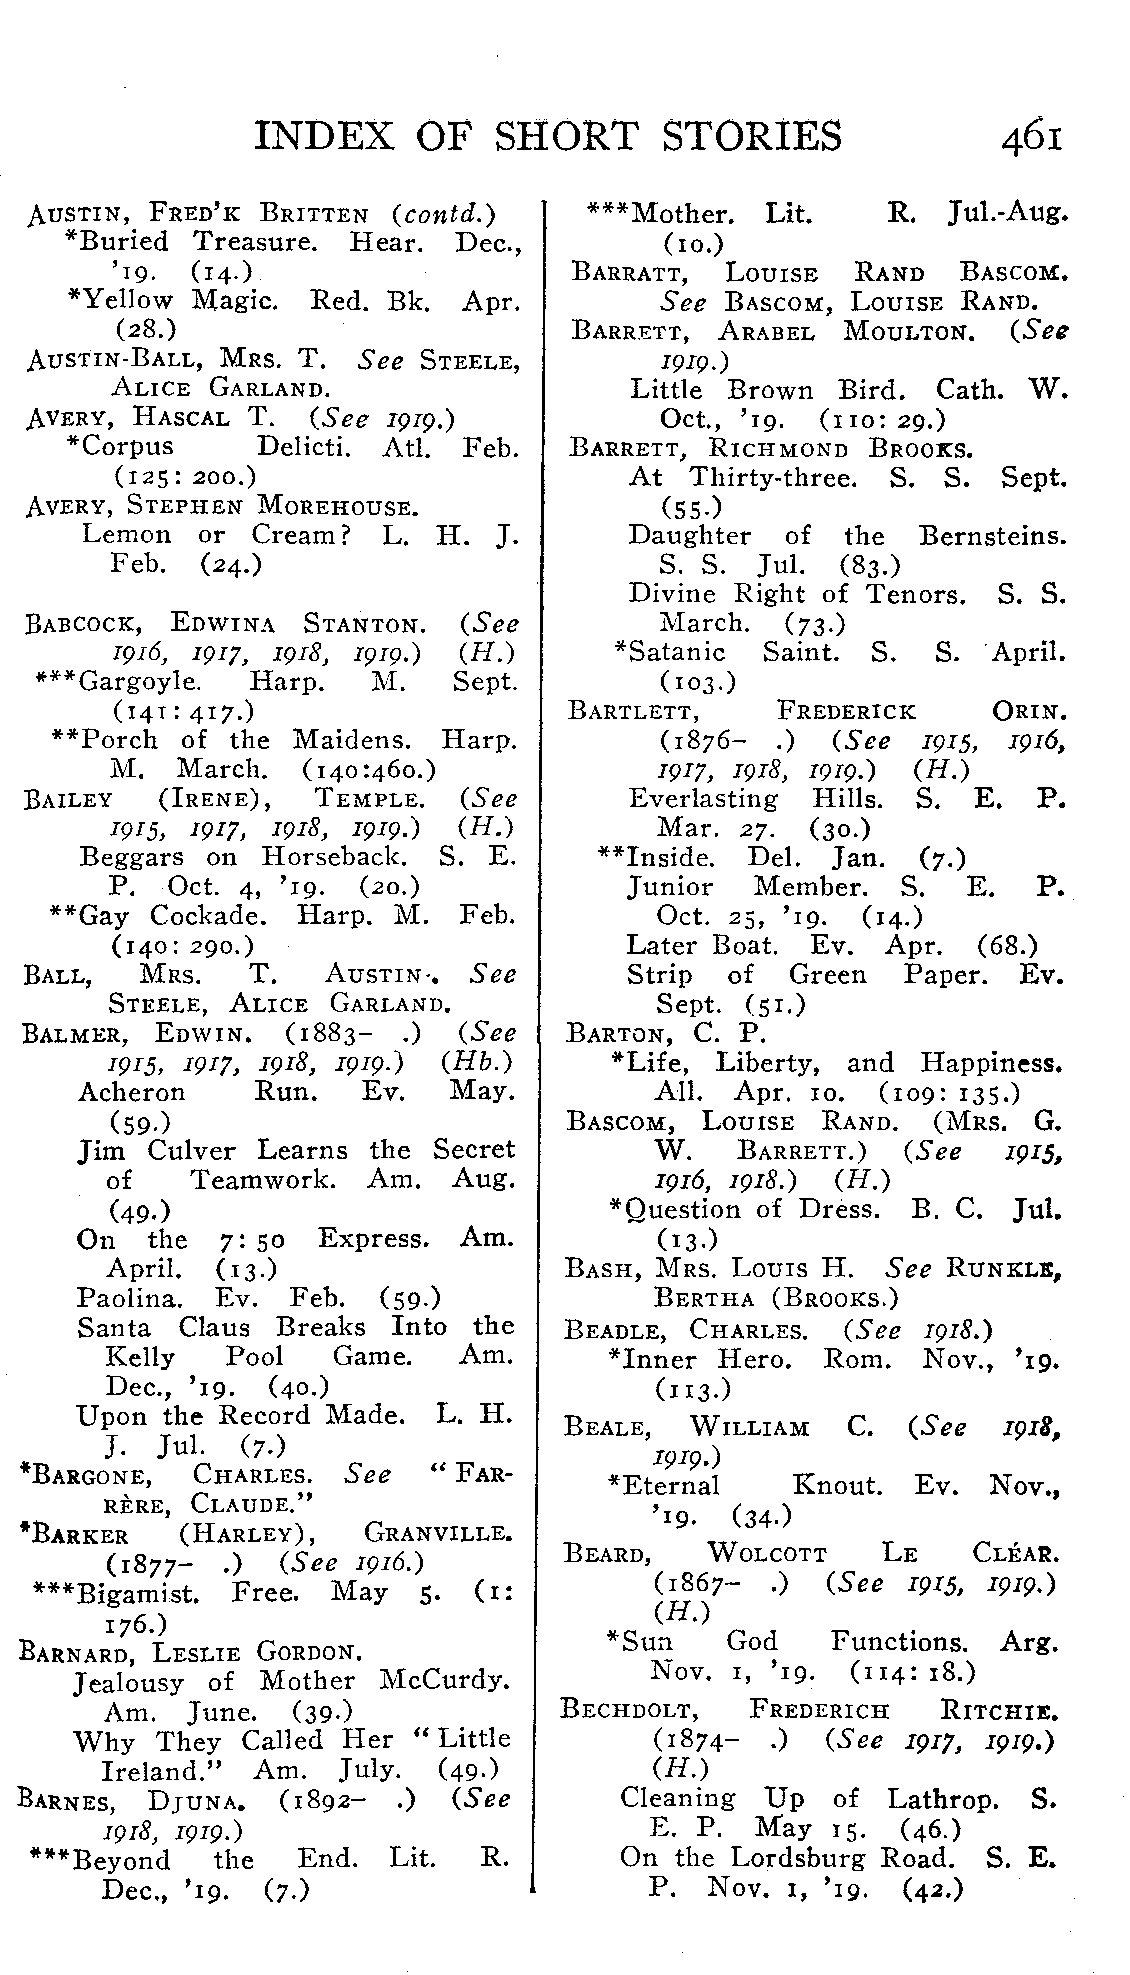 INDEX OF SHORT STORIES 461
AUSTIN, FRED'K BRITTEN (contd.)
*Buried Treasure. Hear. Dec.,
'19. (14.)
*Yellow Magic. Red. Bk. Apr.
(28.)
AUSTIN-BALL, MRS. T. See STEELE,
ALICE GARLAND.
AVERY, HASCAL T. (See 1919.)
*Corpus Delicti. Atl. Feb.
(125: 200.)
AVERY, STEPHEN MOREHOUSE.
Lemon or Cream? L. H. J.
Feb. (24.)
BABCOCK, EDWINA STANTON. (See
1916, 1917, 1918, 1919.) (H.)
***Gargoyle. Harp. M. Sept.
(141: 417.)
**Porch of the Maidens. Harp.
M. March. (140:460.)
BAILEY (IRENE), TEMPLE. (See
1915, 1917, 1918, 1919.) (H.)
Beggars on Horseback. S. E.
P. Oct. 4, '19. (20.)
**Gay Cockade. Harp. M. Feb.
(140: 290.)
BALL, MRS. T. AUSTIN-. See
STEELE, ALICE GARLAND.
BALMER, EDWIN. (1883- .) (See
1915, 1917, 1918, 1919.) (Hb.)
Acheron Run. Ev. May.
(59.)
Jim Culver Learns the Secret
of Teamwork. Am. Aug.
(49.)
On the 7: 50 Express. Am.
April. (13.)
Paolina. Ev. Feb. (59.)
Santa Claus Breaks Into the
Kelly Pool Game. Am.
Dec., '19. (40.)
Upon the Record Made. L. H.
J. Jul. (7.)
*BARGONE, CHARLES. See "FAR-
RÈRE, CLAUDE."
*BARKER (HARLEY), GRANVILLE.
(1877- .) (See 1916.)
***Bigamist. Free. May 5. (1:
176.)
BARNARD, LESLIE GORDON.
Jealousy of Mother McCurdy.
Am. June. (39.)
Why They Called Her "Little
Ireland." Am. July. (49.)
BARNES, DJUNA. (1892- .) (See
1918, 1919.)
***Beyond the End. Lit. R.
Dec., '19. (7.)
***Mother. Lit. R. Jul.-Aug.
(10.)
BARRATT, LOUISE RAND BASCOM.
See BASCOM, LOUISE RAND.
BARRETT, ARABEL MOULTON. (See
1919.)
Little Brown Bird. Cath. W.
Oct., '19. (110: 29.)
BARRETT, RICHMOND BROOKS.
At Thirty-three. S. S. Sept.
(55.)
Daughter of the Bernsteins.
S. S. Jul. (83.)
Divine Right of Tenors. S. S.
March. (73.)
*Satanic Saint. S. S. April.
(103.)
BARTLETT, FREDERICK ORIN.
(1876- .) (See 1915, 1916,
1917, 1918, 1919.) (H.)
Everlasting Hills. S. E. P.
Mar. 27. (30.)
**Inside. Del. Jan. (7.)
Junior Member. S. E. P.
Oct. 25, '19. (14.)
Later Boat. Ev. Apr. (68.)
Strip of Green Paper. Ev.
Sept. (51.)
BARTON, C. P.
*Life, Liberty, and Happiness.
All. Apr. 10. (109: 135.)
BASCOM, LOUISE RAND. (MRS. G.
W. BARRETT.) (See 1915,
1916, 1918.) (H.)
*Question of Dress. B. C. Jul.
(13.)
BASH, MRS. LOUIS H. See RUNKLE,
BERTHA (BROOKS.)
BEADLE, CHARLES. (See 1918.)
*Inner Hero. Rom. Nov., '19.
(113.)
BEALE, WILLIAM C. (See 1918,
1919.)
*Eternal Knout. Ev. Nov.,
'19. (34.)
BEARD, WOLCOTT LE CLÉAR.
(1867- .) (See 1915, 1919.)
(H.)
*Sun God Functions. Arg.
Nov. 1, '19. (114: 18.)
BECHDOLT, FREDERICH RITCHIE.
(1874- .) (See 1917, 1919.)
(H.)
Cleaning Up of Lathrop. S.
E. P. May 15. (46.)
On the Lordsburg Road. S. E.
P. Nov. 1, '19. (42.)